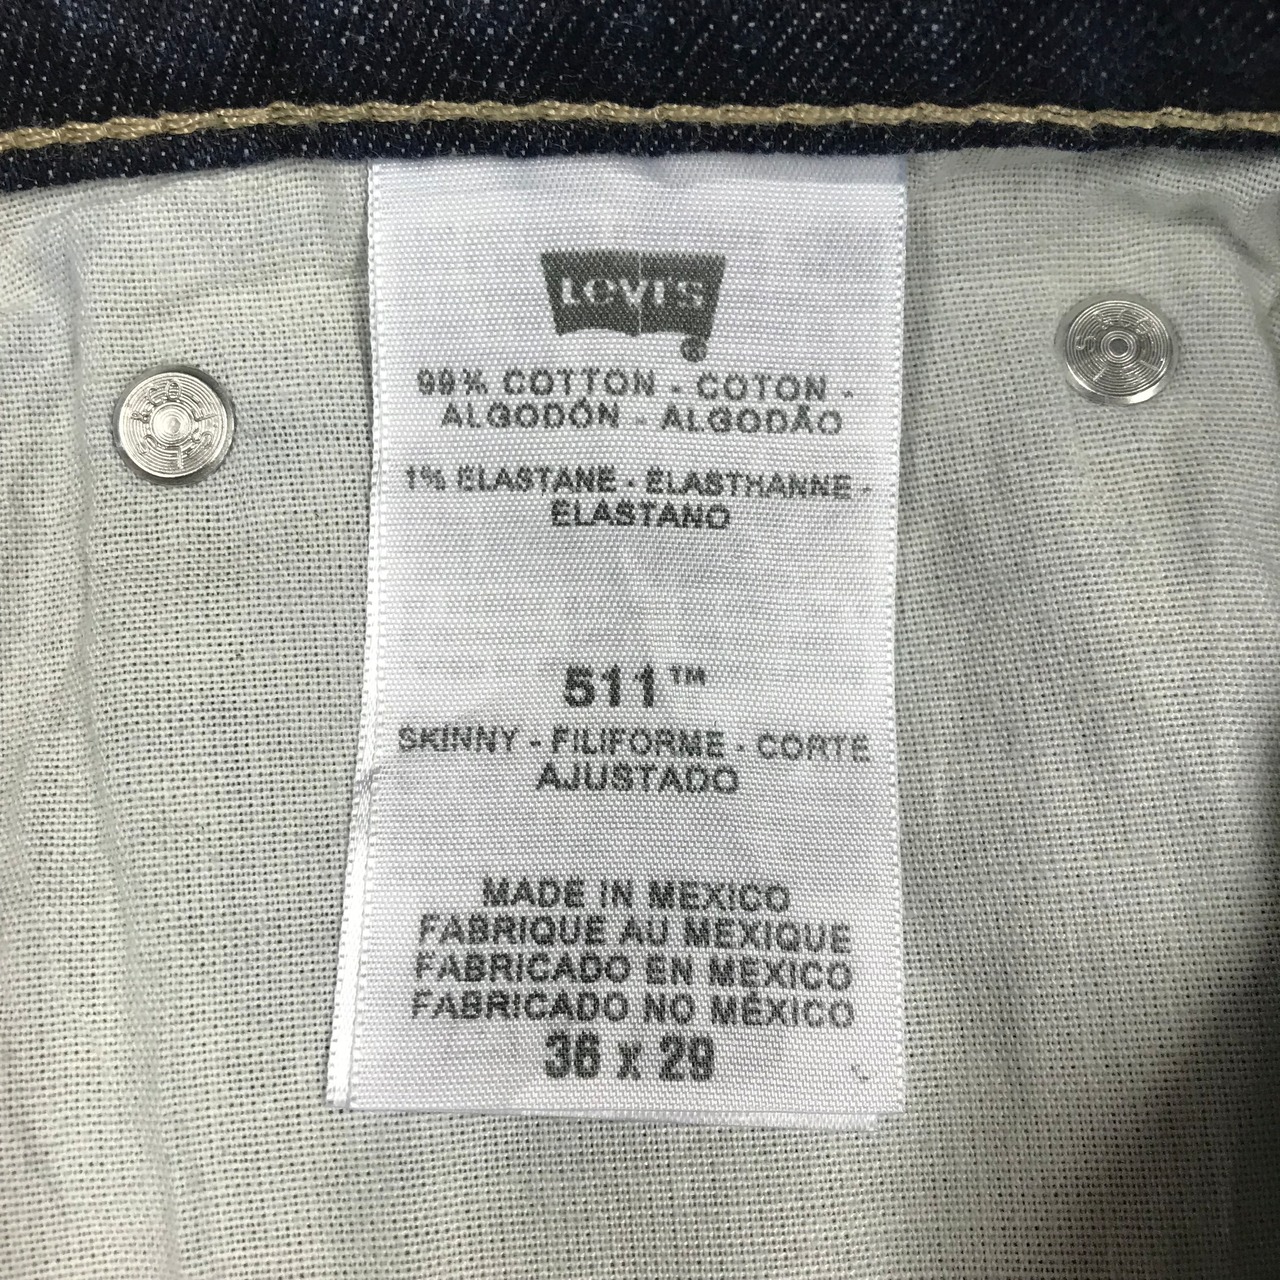 LEVI'S
99% COTTON - COTON -
ALGODÓN - ALGODÃO
1% ELASTANE - ELASTHANNE -
ELASTANO
511™
SKINNY - FILIFORME - CORTE
AJUSTADO
MADE IN MEXICO
FABRIQUE AU MEXIQUE
FABRICADO EN MEXICO
FABRICADO NO MÉXICO
36 x 29